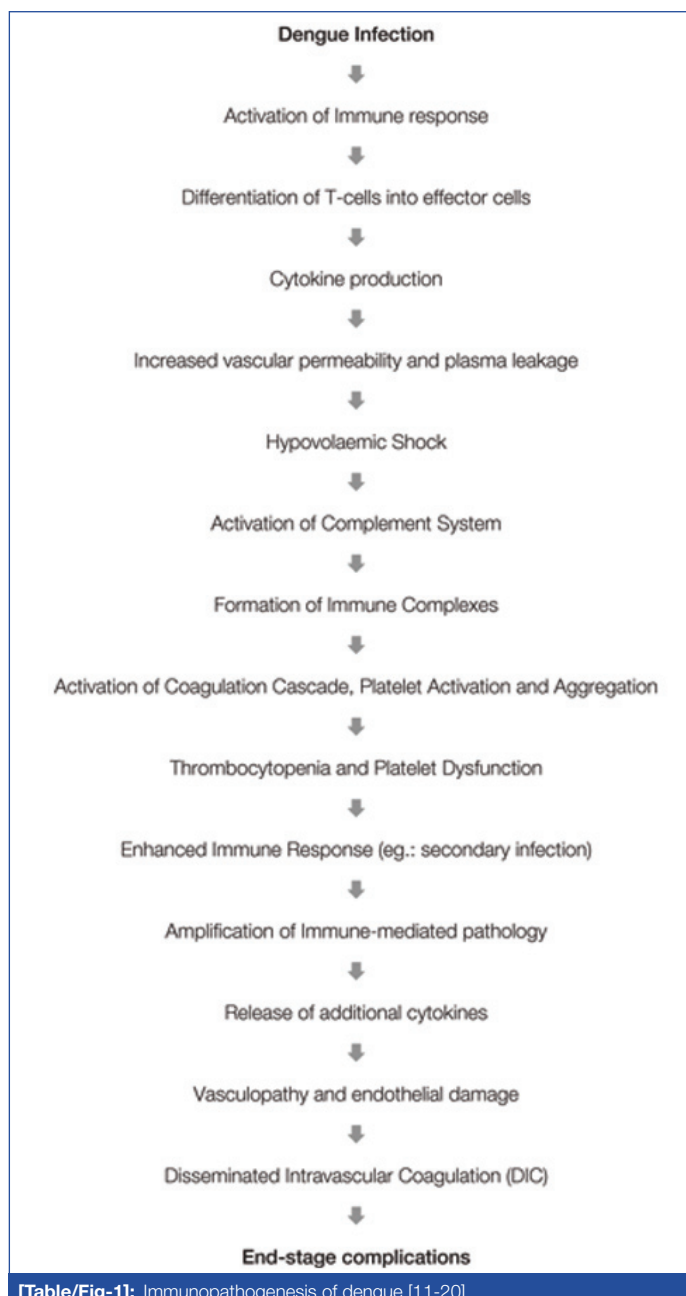 Dengue Infection
Activation of Immune response
Differentiation of T-cells into effector cells
Cytokine production
Increased vascular permeability and plasma leakage
Hypovolaemic Shock
Activation of Complement System
Formation of Immune Complexes
Activation of Coagulation Cascade, Platelet Activation and Aggregation
Thrombocytopenia and Platelet Dysfunction
Enhanced Immune Response (eg.: secondary infection)
Amplification of Immune-mediated pathology
Release of additional cytokines
Vasculopathy and endothelial damage
Disseminated Intravascular Coagulation (DIC)
End-stage complications
[Table/Fig-1]: Immunopathogenesis of dengue [11-20]